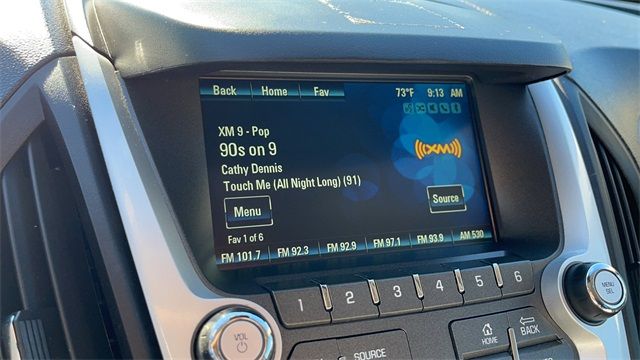 Back Home Fav 73°F 9:13 AM
XM 9 - Pop
90s on 9
((XM))
Cathy Dennis
Touch Me (All Night Long) (91)
Menu Source
Fav 1 of 6
FM 101.7 FM 92.3 FM 92.9 FM 97.1 FM 93.9 AM 530
1 2 3 4 5 6
MENU
SEL
VOL
HOME BACK
SOURCE